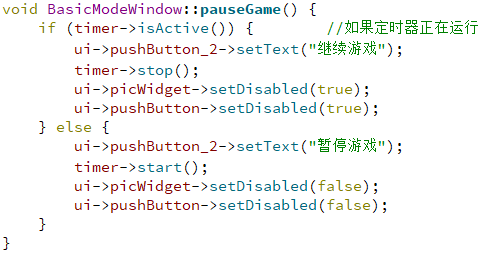 void BasicModeWindow::pauseGame() {
    if (timer->isActive()) {        //如果定时器正在运行
        ui->pushButton_2->setText("继续游戏");
        timer->stop();
        ui->picWidget->setDisabled(true);
        ui->pushButton->setDisabled(true);
    } else {
        ui->pushButton_2->setText("暂停游戏");
        timer->start();
        ui->picWidget->setDisabled(false);
        ui->pushButton->setDisabled(false);
    }
}